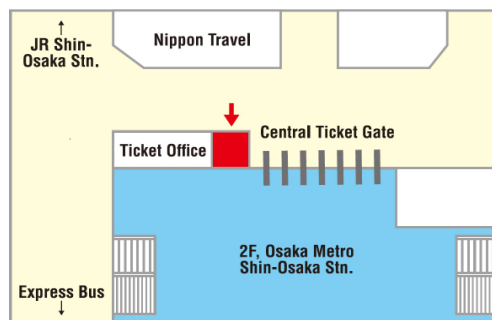 JR Shin-
Osaka Stn.
Nippon Travel
Central Ticket Gate
Ticket Office
2F, Osaka Metro
Shin-Osaka Stn.
Express Bus